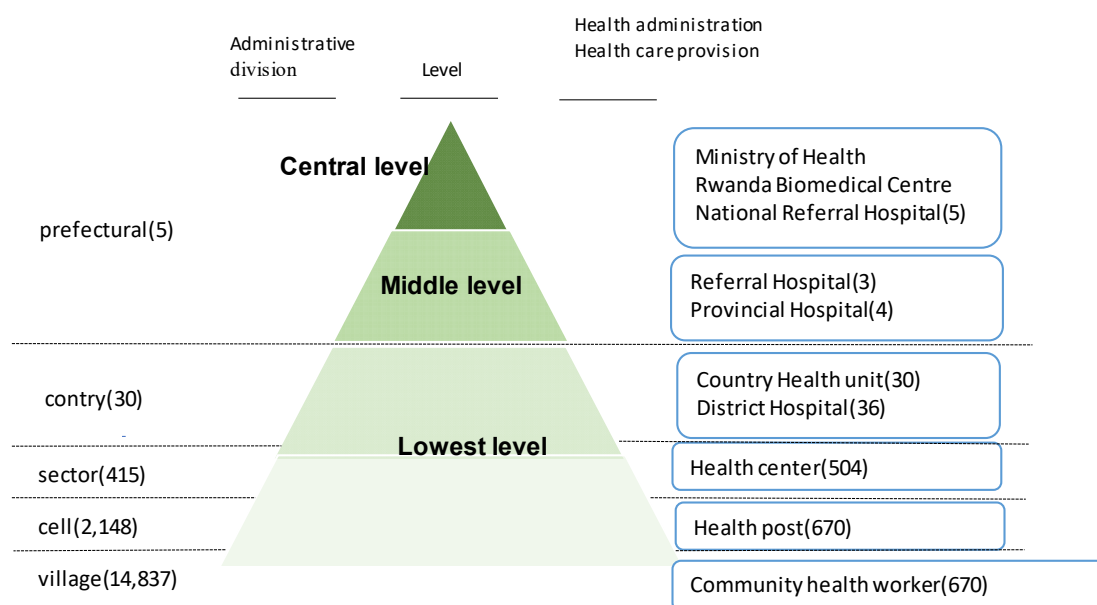 Administrative
division
Level
Health administration
Health care provision
Central level
Ministry of Health
Rwanda Biomedical Centre
National Referral Hospital(5)
prefectural(5)
Middle level
Referral Hospital(3)
Provincial Hospital(4)
contry(30)
Country Health unit(30)
District Hospital(36)
Lowest level
sector(415)
Health center(504)
cell(2,148)
Health post(670)
village(14,837)
Community health worker(670)